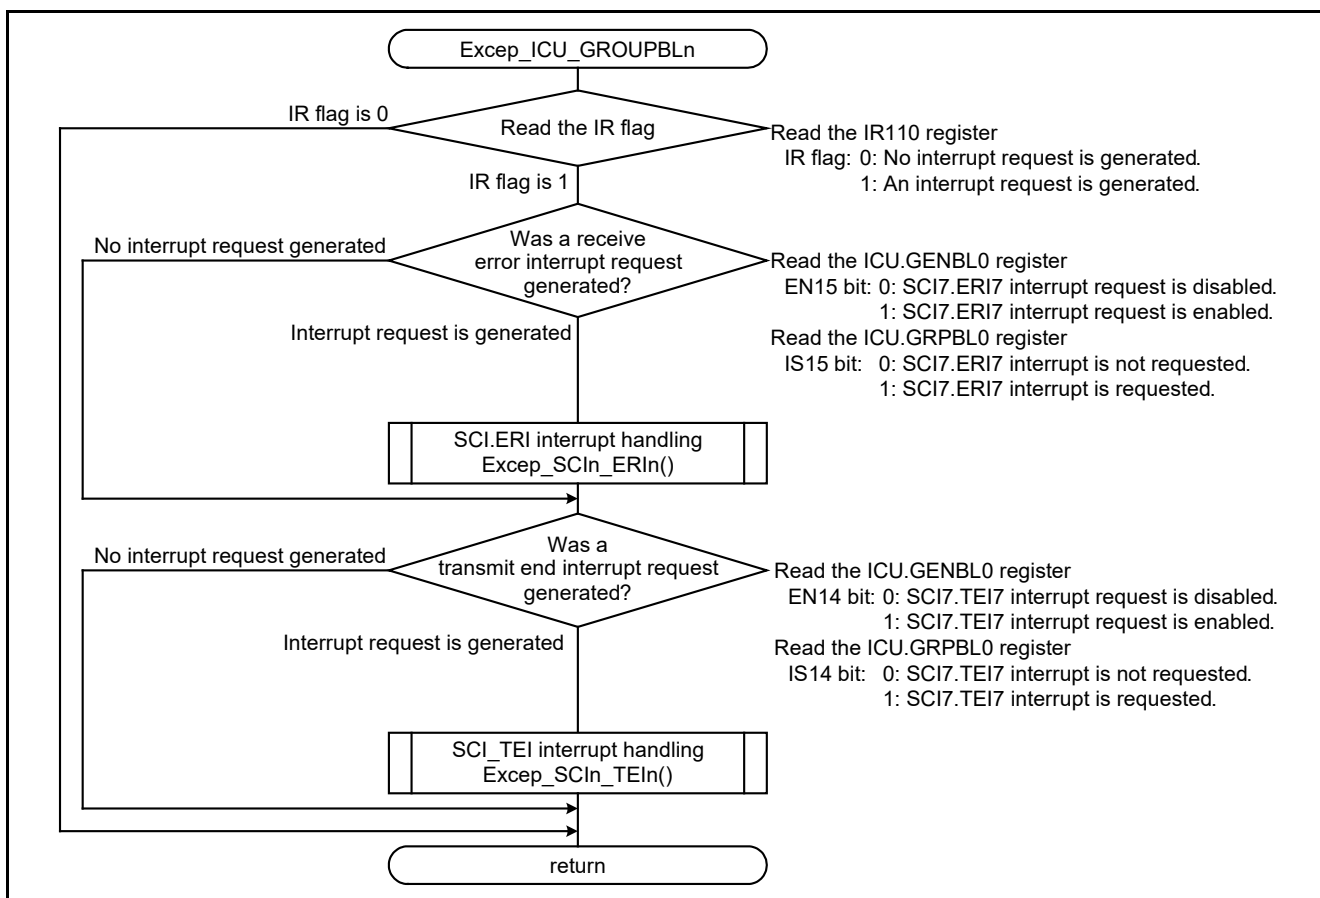 Excep_ICU_GROUPBLn
IR flag is 0
Read the IR flag
Read the IR110 register
IR flag: 0: No interrupt request is generated.
1: An interrupt request is generated.
IR flag is 1
No interrupt request generated
Was a receive
error interrupt request
generated?
Read the ICU.GENBL0 register
EN15 bit: 0: SCI7.ERI7 interrupt request is disabled.
1: SCI7.ERI7 interrupt request is enabled.
Read the ICU.GRPBL0 register
IS15 bit: 0: SCI7.ERI7 interrupt is not requested.
1: SCI7.ERI7 interrupt is requested.
Interrupt request is generated
SCI.ERI interrupt handling
Excep_SCIn_ERIn()
No interrupt request generated
Was a
transmit end interrupt request
generated?
Read the ICU.GENBL0 register
EN14 bit: 0: SCI7.TEI7 interrupt request is disabled.
1: SCI7.TEI7 interrupt request is enabled.
Read the ICU.GRPBL0 register
IS14 bit: 0: SCI7.TEI7 interrupt is not requested.
1: SCI7.TEI7 interrupt is requested.
Interrupt request is generated
SCI_TEI interrupt handling
Excep_SCIn_TEIn()
return